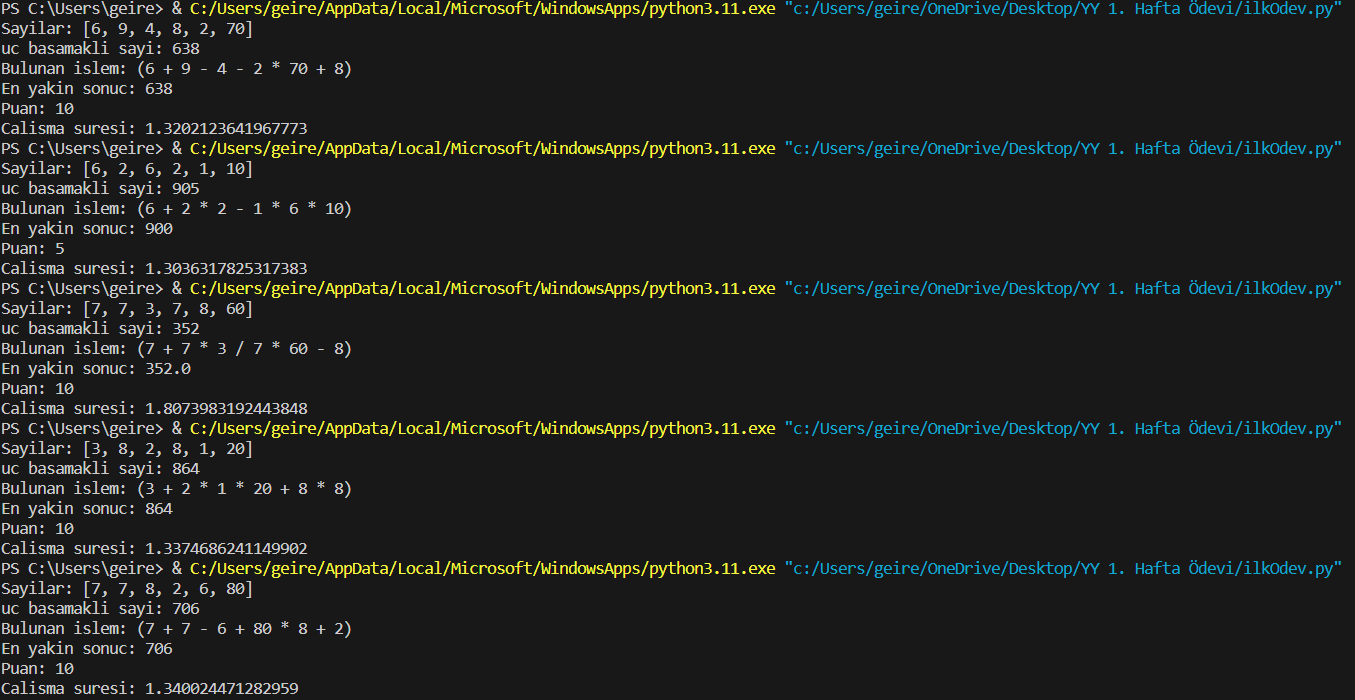 PS C:\Users\geire> & C:/Users/geire/AppData/Local/Microsoft/WindowsApps/python3.11.exe "c:/Users/geire/OneDrive/Desktop/YY 1. Hafta Ödevi/ilkOdev.py"
Sayilar: [6, 9, 4, 8, 2, 70]
uc basamakli sayi: 638
Bulunan islem: (6 + 9 - 4 - 2 * 70 + 8)
En yakin sonuc: 638
Puan: 10
Calisma suresi: 1.3202123641967773
PS C:\Users\geire> & C:/Users/geire/AppData/Local/Microsoft/WindowsApps/python3.11.exe "c:/Users/geire/OneDrive/Desktop/YY 1. Hafta Ödevi/ilkOdev.py"
Sayilar: [6, 2, 6, 2, 1, 10]
uc basamakli sayi: 905
Bulunan islem: (6 + 2 * 2 - 1 * 6 * 10)
En yakin sonuc: 900
Puan: 5
Calisma suresi: 1.3036317825317383
PS C:\Users\geire> & C:/Users/geire/AppData/Local/Microsoft/WindowsApps/python3.11.exe "c:/Users/geire/OneDrive/Desktop/YY 1. Hafta Ödevi/ilkOdev.py"
Sayilar: [7, 7, 3, 7, 8, 60]
uc basamakli sayi: 352
Bulunan islem: (7 + 7 * 3 / 7 * 60 - 8)
En yakin sonuc: 352.0
Puan: 10
Calisma suresi: 1.8073983192443848
PS C:\Users\geire> & C:/Users/geire/AppData/Local/Microsoft/WindowsApps/python3.11.exe "c:/Users/geire/OneDrive/Desktop/YY 1. Hafta Ödevi/ilkOdev.py"
Sayilar: [3, 8, 2, 8, 1, 20]
uc basamakli sayi: 864
Bulunan islem: (3 + 2 * 1 * 20 + 8 * 8)
En yakin sonuc: 864
Puan: 10
Calisma suresi: 1.3374686241149902
PS C:\Users\geire> & C:/Users/geire/AppData/Local/Microsoft/WindowsApps/python3.11.exe "c:/Users/geire/OneDrive/Desktop/YY 1. Hafta Ödevi/ilkOdev.py"
Sayilar: [7, 7, 8, 2, 6, 80]
uc basamakli sayi: 706
Bulunan islem: (7 + 7 - 6 + 80 * 8 + 2)
En yakin sonuc: 706
Puan: 10
Calisma suresi: 1.340024471282959